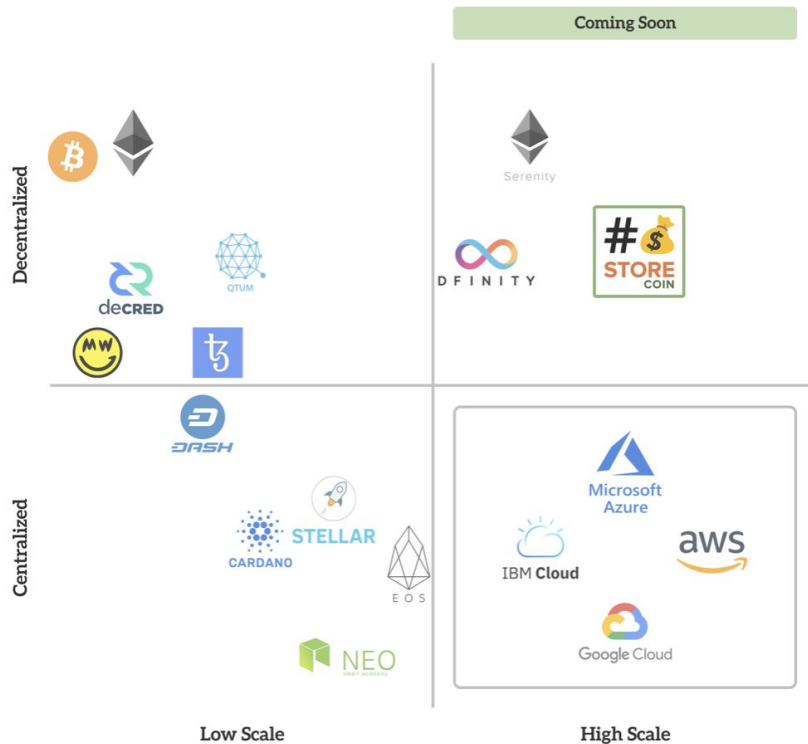 Coming Soon
Decentralized
Serenity
QTUM
DFINITY
#$
STORE
COIN
deCRED
MW
DASH
Centralized
Microsoft
Azure
STELLAR
CARDANO
EOS
IBM Cloud
aws
Google Cloud
NEO
Low Scale
High Scale